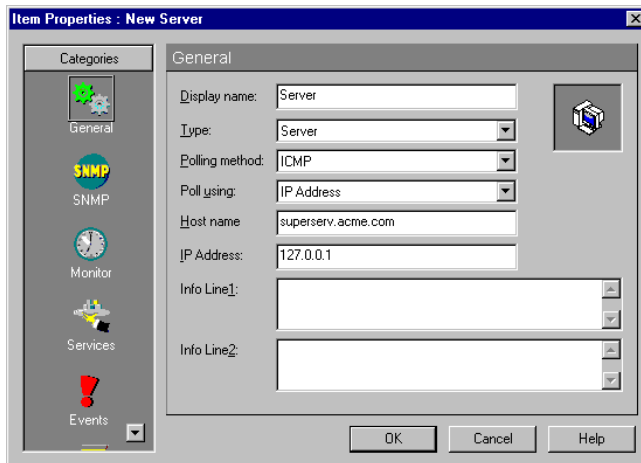 Item Properties : New Server
Categories
General
SNMP
SNMP
Monitor
Services
Events
General
Display name: Server
Type: Server
Polling method: ICMP
Poll using: IP Address
Host name superserv.acme.com
IP Address: 127.0.0.1
Info Line1:
Info Line2:
OK Cancel Help